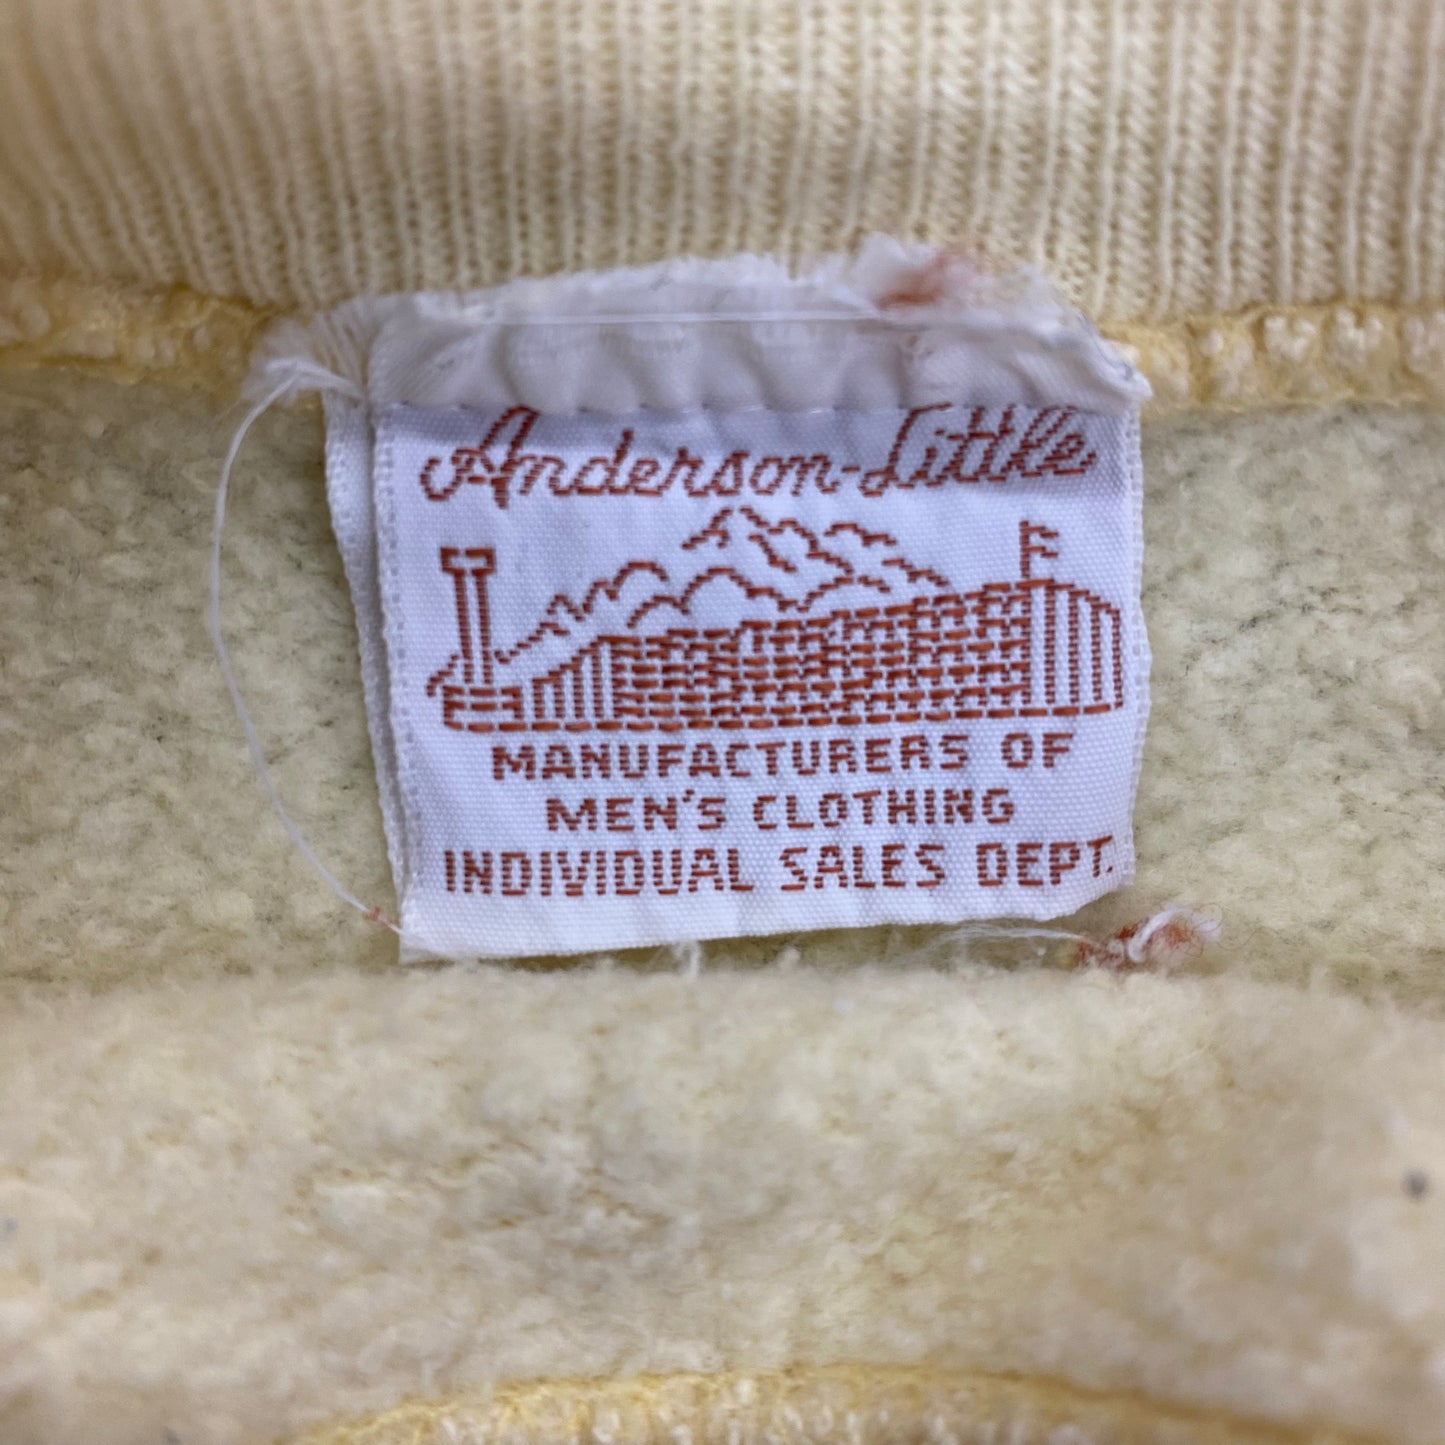 Anderson-Little
MANUFACTURERS OF
MEN'S CLOTHING
INDIVIDUAL SALES DEPT.